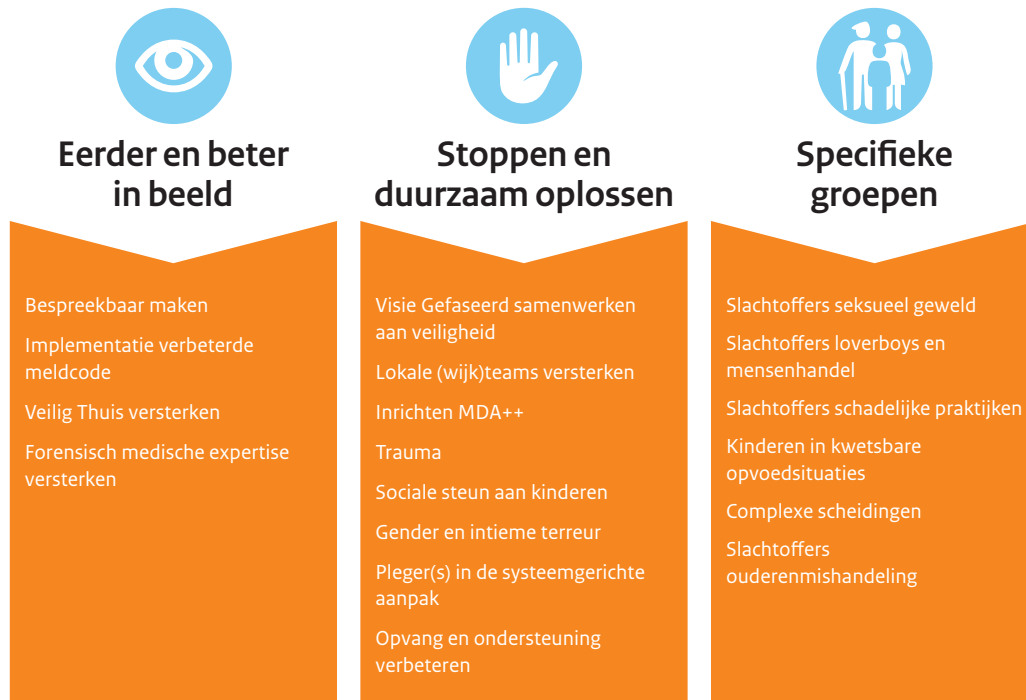 Eerder en beter
in beeld
Bespreekbaar maken
Implementatie verbeterde
meldcode
Veilig Thuis versterken
Forensisch medische expertise
versterken
Stoppen en
duurzaam oplossen
Visie Gefaseerd samenwerken
aan veiligheid
Lokale (wijk)teams versterken
Inrichten MDA++
Trauma
Sociale steun aan kinderen
Gender en intieme terreur
Pleger(s) in de systeemgerichte
aanpak
Opvang en ondersteuning
verbeteren
Specifieke
groepen
Slachtoffers seksueel geweld
Slachtoffers loverboys en
mensenhandel
Slachtoffers schadelijke praktijken
Kinderen in kwetsbare
opvoedsituaties
Complexe scheidingen
Slachtoffers
ouderenmishandeling